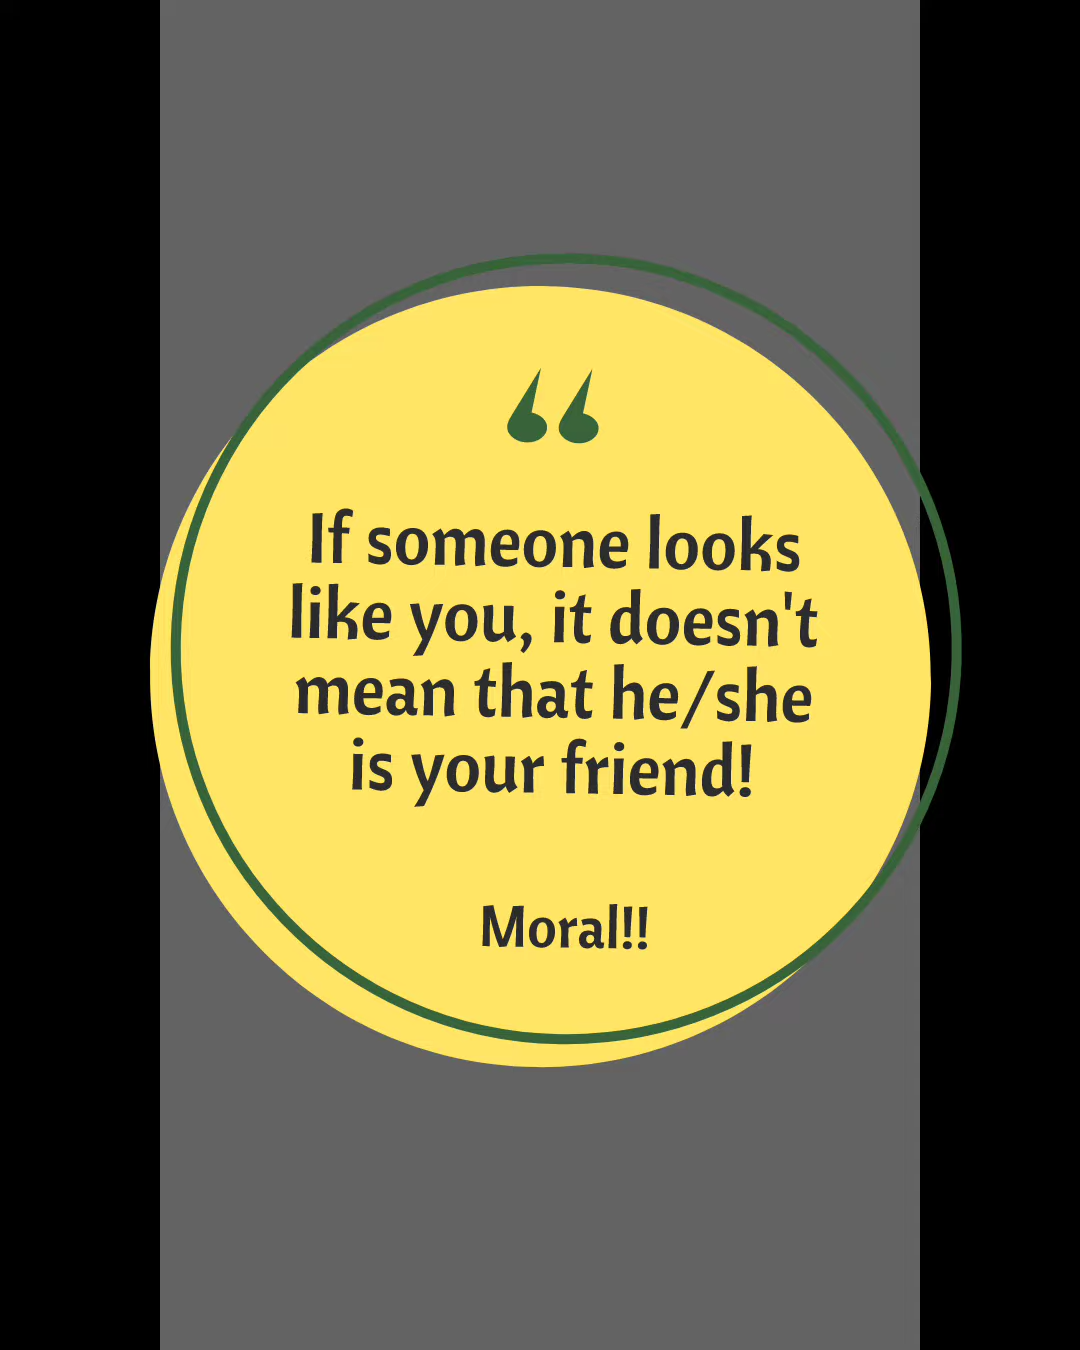 “
If someone looks
like you, it doesn't
mean that he/she
is your friend!
Moral!!